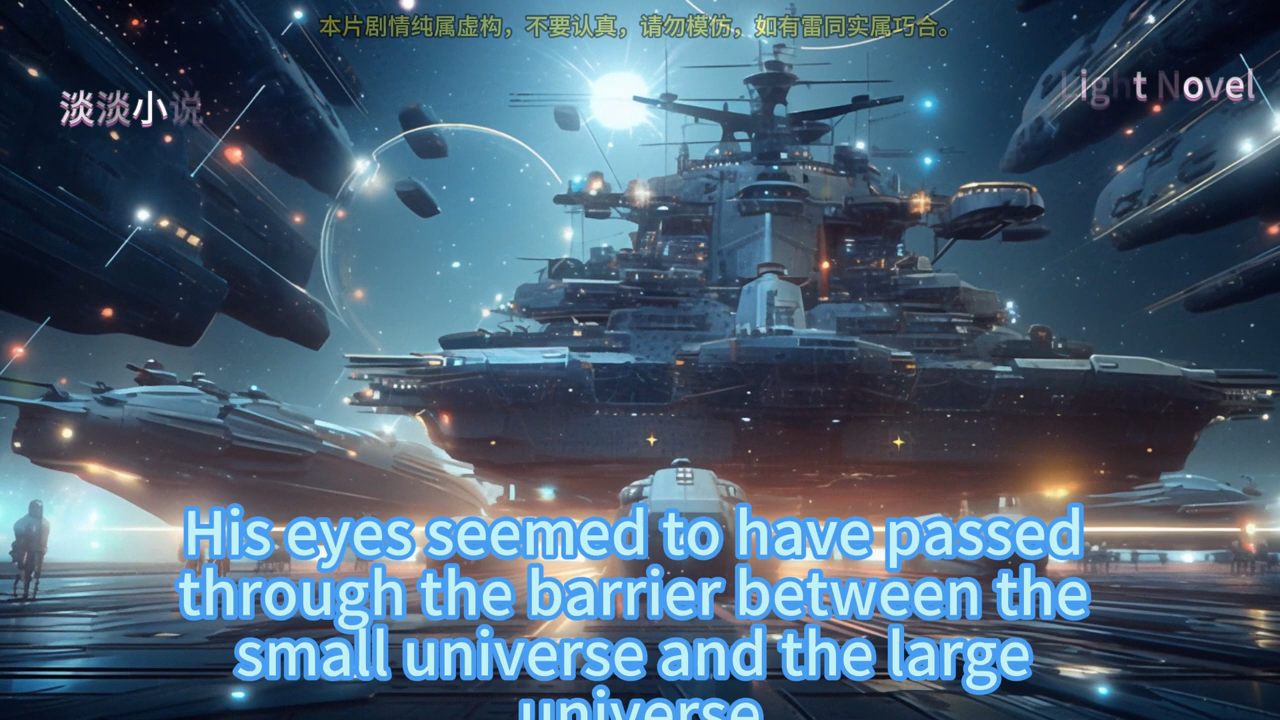 本片剧情纯属虚构，不要认真，请勿模仿，如有雷同实属巧合。
淡淡小说
Light Novel
His eyes seemed to have passed
through the barrier between the
small universe and the large
universe